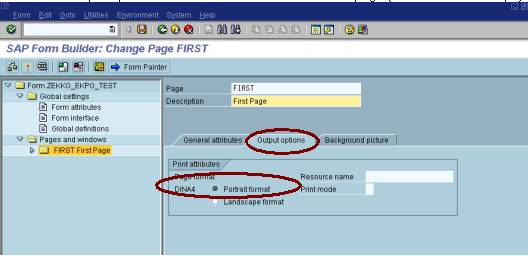 Form Edit Goto Utilities Environment System Help
SAP Form Builder: Change Page FIRST
Form Painter
Form ZEKKO_EKPO_TEST
Global settings
Form attributes
Form interface
Global definitions
Pages and windows
FIRST First Page
Page FIRST
Description First Page
General attributes Output options Background picture
Print attributes
Page format Resource name
DINA4 Portrait format Print mode
Landscape format